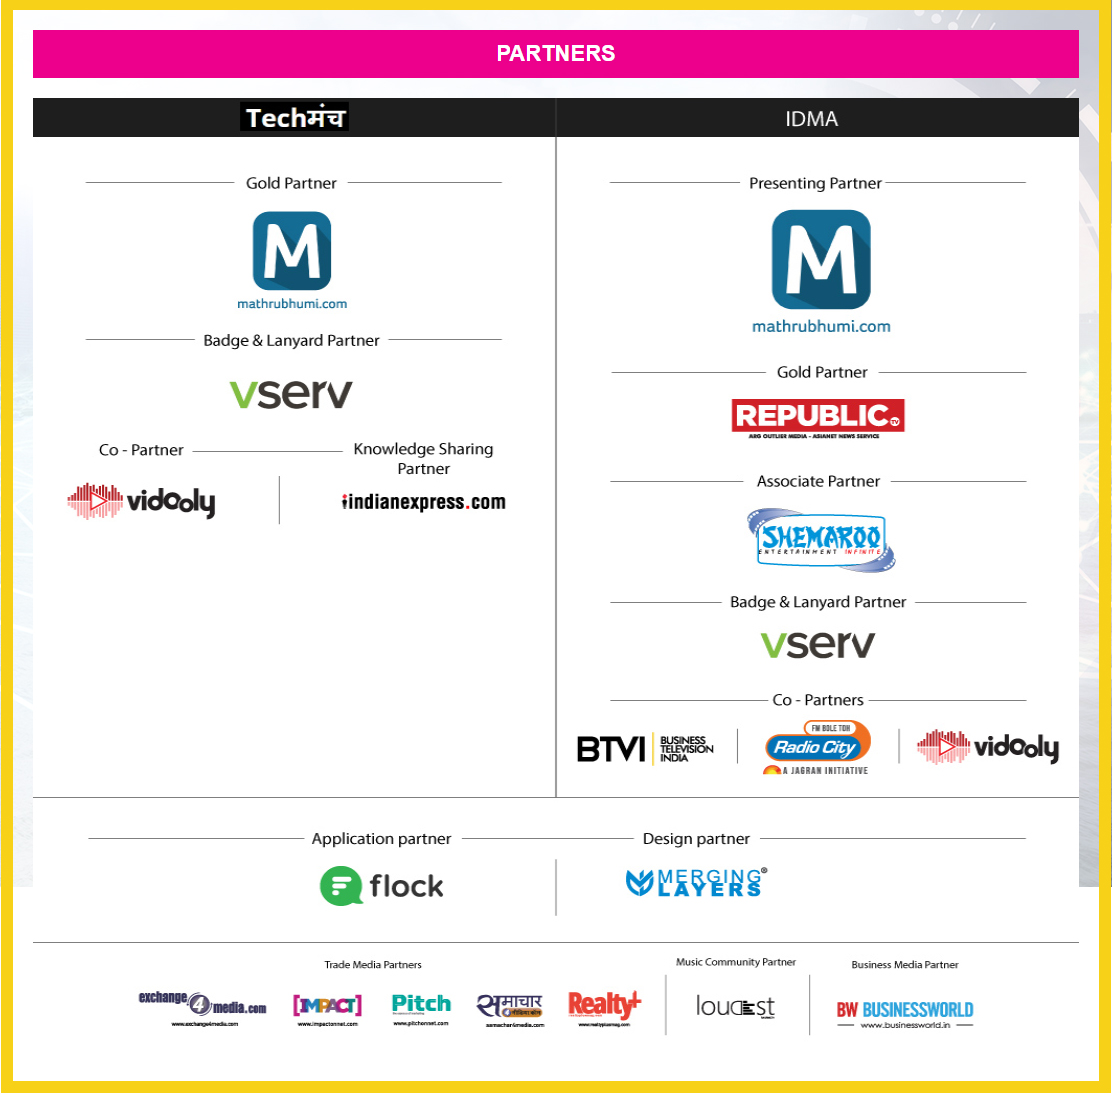 PARTNERS
Techमंच
IDMA
Gold Partner
M
mathrubhumi.com
Badge & Lanyard Partner
vserv
Co - Partner
vidooly
Knowledge Sharing
Partner
indianexpress.com
Presenting Partner
M
mathrubhumi.com
Gold Partner
REPUBLIC TV
ARG OUTLIER MEDIA - ASIANET NEWS SERVICE
Associate Partner
SHEMAROO
ENTERTAINMENT INFINITE
Badge & Lanyard Partner
vserv
Co - Partners
BTVI
BUSINESS
TELEVISION
INDIA
FM BOLE TOH
Radio City
A JAGRAN INITIATIVE
vidooly
Application partner
flock
Design partner
MERGING
LAYERS®
Trade Media Partners
exchange4media.com
www.exchange4media.com
[IMPACT]
www.impactonnet.com
Pitch
www.pitchonnet.com
समाचार
4 मीडिया.कॉम
samachar4media.com
Realty+
www.realtyplusmag.com
Music Community Partner
loudest
Business Media Partner
BW BUSINESSWORLD
www.businessworld.in